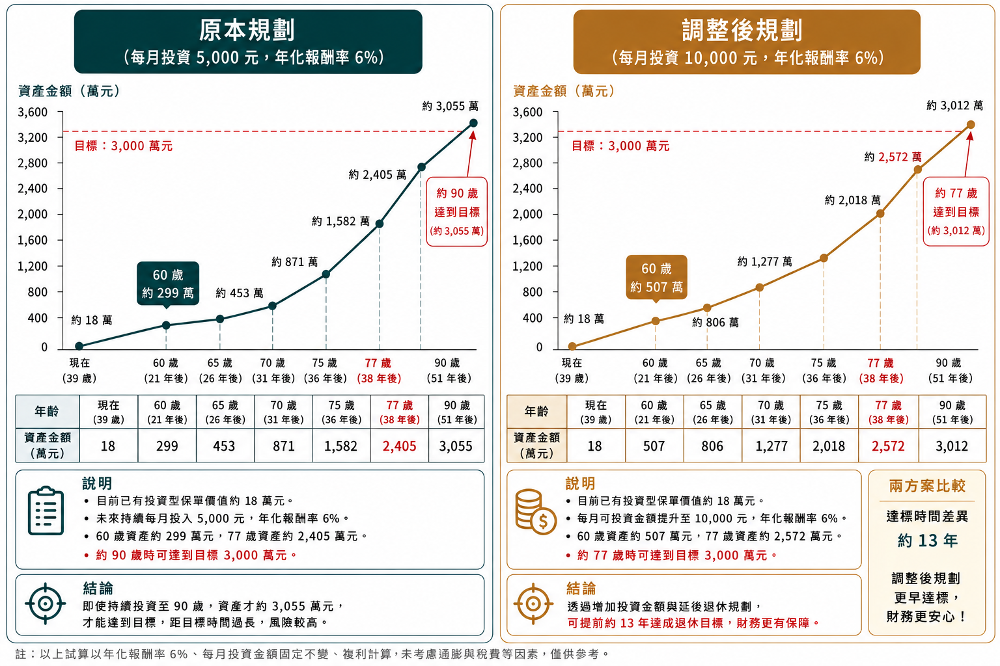 原本規劃
（每月投資 5,000 元，年化報酬率 6%）
資產金額（萬元）
3,600
3,200
2,800
2,400
2,000
1,600
1,200
800
400
0
目標：3,000 萬元
約 18 萬
60 歲
約 299 萬
約 453 萬
約 871 萬
約 1,582 萬
約 2,405 萬
約 3,055 萬
約 90 歲
達到目標
(約 3,055 萬)
現在 60 歲 65 歲 70 歲 75 歲 77 歲 90 歲
(39 歲) (21 年後) (26 年後) (31 年後) (36 年後) (38 年後) (51 年後)
年齡
現在 60 歲 65 歲 70 歲 75 歲 77 歲 90 歲
(39 歲) (21 年後) (26 年後) (31 年後) (36 年後) (38 年後) (51 年後)
資產金額
（萬元）
18 299 453 871 1,582 2,405 3,055
說明
• 目前已有投資型保單價值約 18 萬元。
• 未來持續每月投入 5,000 元，年化報酬率 6%。
• 60 歲資產約 299 萬元，77 歲資產約 2,405 萬元。
• 約 90 歲時可達到目標 3,000 萬元。
結論
即使持續投資至 90 歲，資產才約 3,055 萬元，
才能達到目標，距目標時間過長，風險較高。
調整後規劃
（每月投資 10,000 元，年化報酬率 6%）
資產金額（萬元）
3,600
3,200
2,800
2,400
2,000
1,600
1,200
800
400
0
目標：3,000 萬元
約 18 萬
60 歲
約 507 萬
約 806 萬
約 1,277 萬
約 2,018 萬
約 2,572 萬
約 3,012 萬
約 77 歲
達到目標
(約 3,012 萬)
現在 60 歲 65 歲 70 歲 75 歲 77 歲 90 歲
(39 歲) (21 年後) (26 年後) (31 年後) (36 年後) (38 年後) (51 年後)
年齡
現在 60 歲 65 歲 70 歲 75 歲 77 歲 90 歲
(39 歲) (21 年後) (26 年後) (31 年後) (36 年後) (38 年後) (51 年後)
資產金額
（萬元）
18 507 806 1,277 2,018 2,572 3,012
說明
• 目前已有投資型保單價值約 18 萬元。
• 每月可投資金額提升至 10,000 元，年化報酬率 6%。
• 60 歲資產約 507 萬元，77 歲資產約 2,572 萬元。
• 約 77 歲時可達到目標 3,000 萬元。
結論
透過增加投資金額與延後退休規劃，
可提前約 13 年達成退休目標，財務更有保障。
兩方案比較
達標時間差異
約 13 年
調整後規劃
更早達標，
財務更安心！
註：以上試算以年化報酬率 6%、每月投資金額固定不變、複利計算，未考慮通膨與稅費等因素，僅供參考。